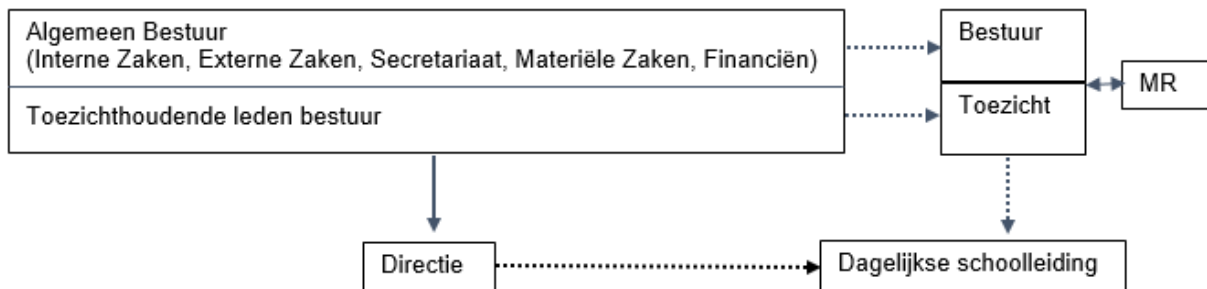 Algemeen Bestuur
(Interne Zaken, Externe Zaken, Secretariaat, Materiële Zaken, Financiën)
Toezichthoudende leden bestuur
Bestuur
Toezicht
MR
Directie
Dagelijkse schoolleiding